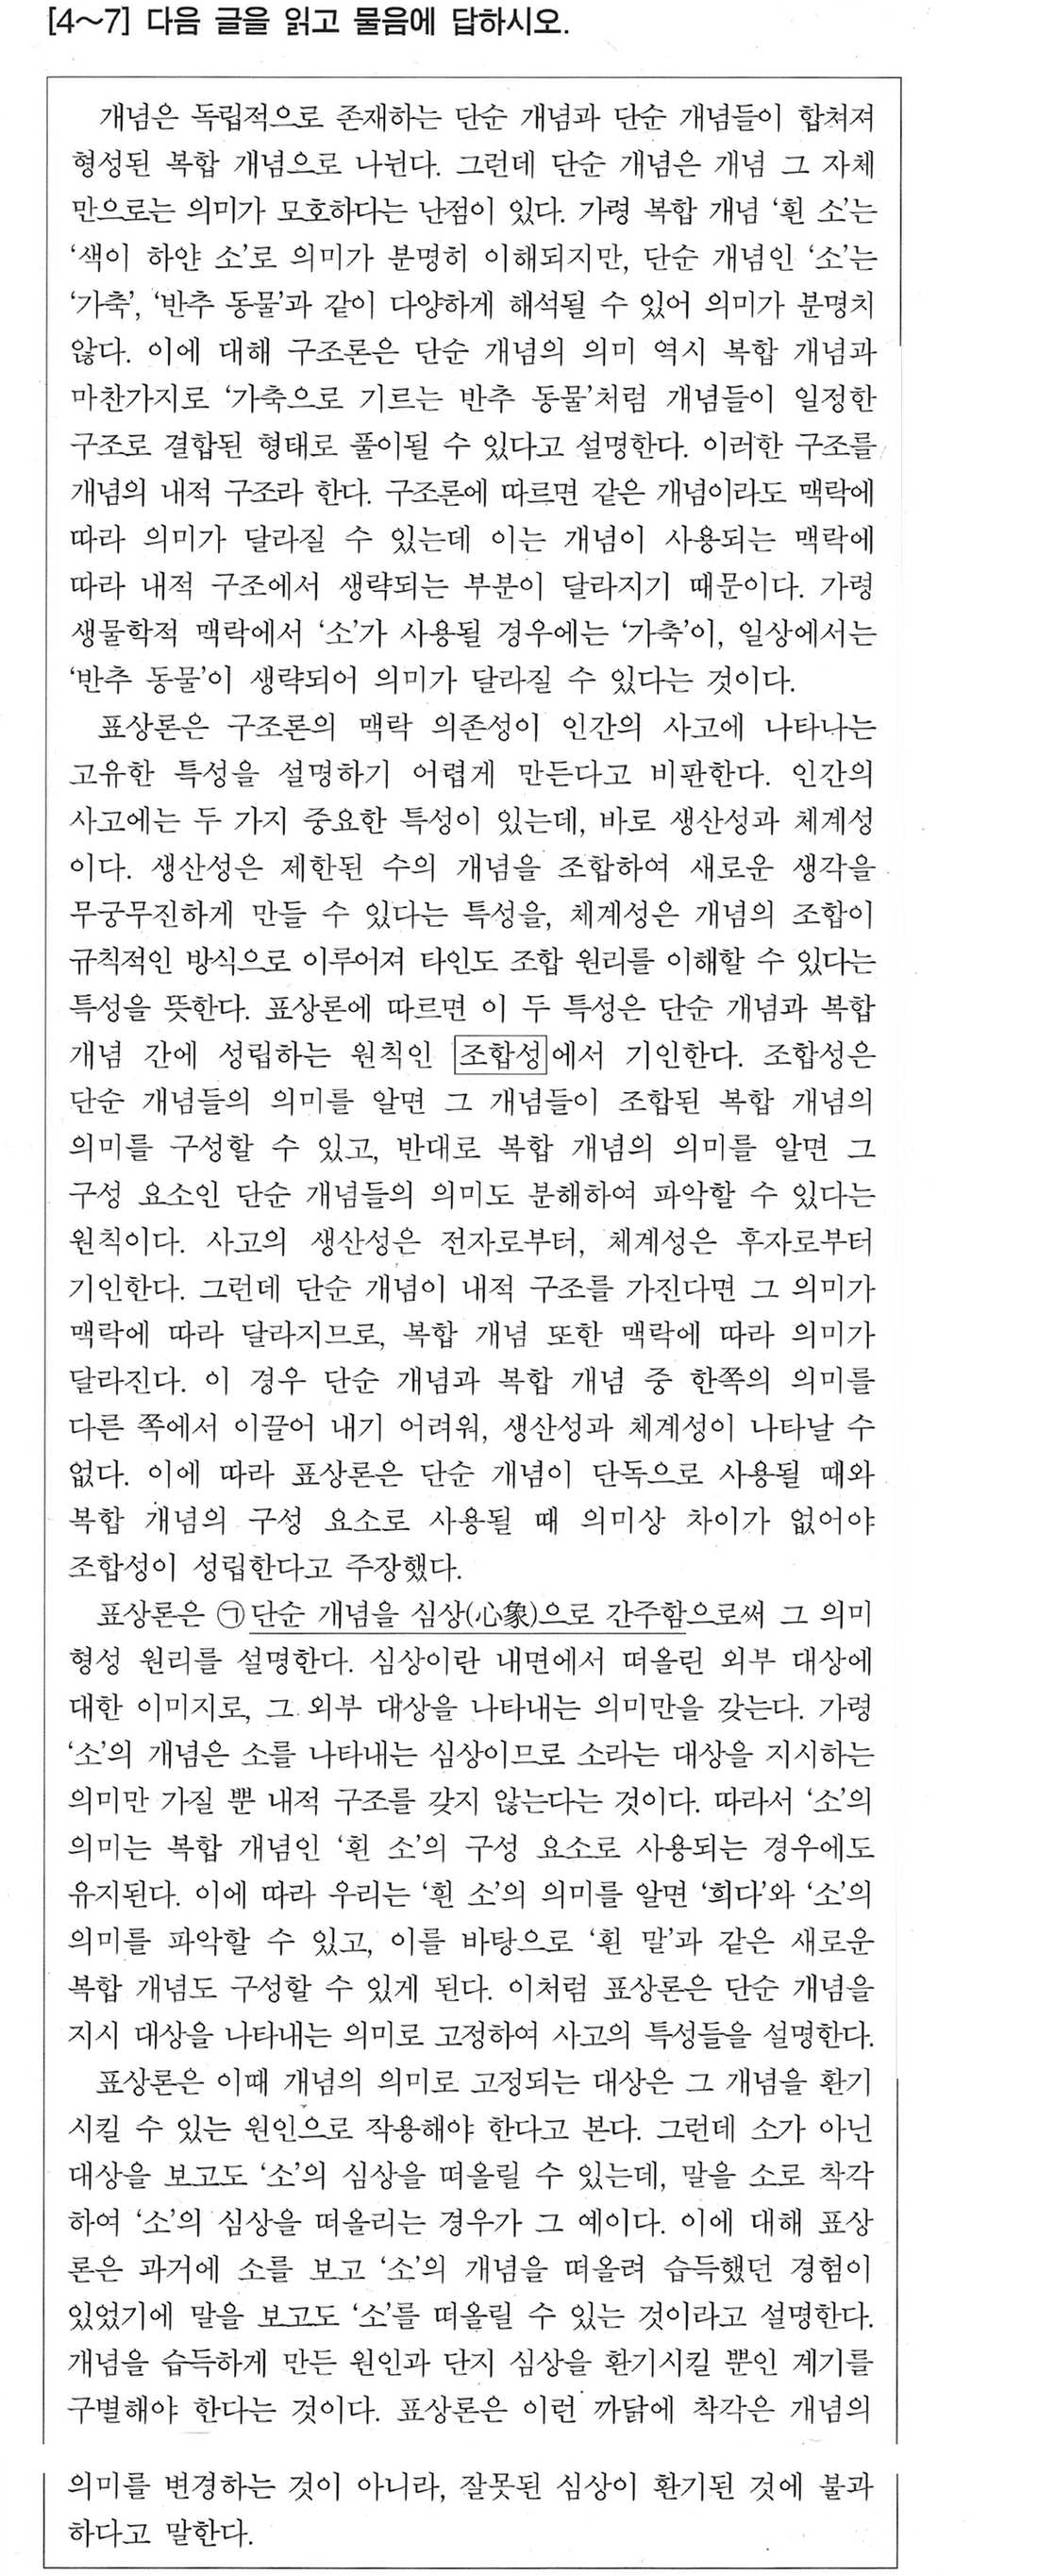 [4~7] 다음 글을 읽고 물음에 답하시오.
개념은 독립적으로 존재하는 단순 개념과 단순 개념들이 합쳐져
형성된 복합 개념으로 나뉜다. 그런데 단순 개념은 개념 그 자체
만으로는 의미가 모호하다는 난점이 있다. 가령 복합 개념 ‘흰 소’는
‘색이 하얀 소’로 의미가 분명히 이해되지만, 단순 개념인 ‘소’는
‘가축’, ‘반추 동물’과 같이 다양하게 해석될 수 있어 의미가 분명치
않다. 이에 대해 구조론은 단순 개념의 의미 역시 복합 개념과
마찬가지로 ‘가축으로 기르는 반추 동물’처럼 개념들이 일정한
구조로 결합된 형태로 풀이될 수 있다고 설명한다. 이러한 구조를
개념의 내적 구조라 한다. 구조론에 따르면 같은 개념이라도 맥락에
따라 의미가 달라질 수 있는데 이는 개념이 사용되는 맥락에
따라 내적 구조에서 생략되는 부분이 달라지기 때문이다. 가령
생물학적 맥락에서 ‘소’가 사용될 경우에는 ‘가축’이, 일상에서는
‘반추 동물’이 생략되어 의미가 달라질 수 있다는 것이다.
표상론은 구조론의 맥락 의존성이 인간의 사고에 나타나는
고유한 특성을 설명하기 어렵게 만든다고 비판한다. 인간의
사고에는 두 가지 중요한 특성이 있는데, 바로 생산성과 체계성
이다. 생산성은 제한된 수의 개념을 조합하여 새로운 생각을
무궁무진하게 만들 수 있다는 특성을, 체계성은 개념의 조합이
규칙적인 방식으로 이루어져 타인도 조합 원리를 이해할 수 있다는
특성을 뜻한다. 표상론에 따르면 이 두 특성은 단순 개념과 복합
개념 간에 성립하는 원칙인 조합성에서 기인한다. 조합성은
단순 개념들의 의미를 알면 그 개념들이 조합된 복합 개념의
의미를 구성할 수 있고, 반대로 복합 개념의 의미를 알면 그
구성 요소인 단순 개념들의 의미도 분해하여 파악할 수 있다는
원칙이다. 사고의 생산성은 전자로부터, 체계성은 후자로부터
기인한다. 그런데 단순 개념이 내적 구조를 가진다면 그 의미가
맥락에 따라 달라지므로, 복합 개념 또한 맥락에 따라 의미가
달라진다. 이 경우 단순 개념과 복합 개념 중 한쪽의 의미를
다른 쪽에서 이끌어 내기 어려워, 생산성과 체계성이 나타날 수
없다. 이에 따라 표상론은 단순 개념이 단독으로 사용될 때와
복합 개념의 구성 요소로 사용될 때 의미상 차이가 없어야
조합성이 성립한다고 주장했다.
표상론은 ㉠단순 개념을 심상(心象)으로 간주함으로써 그 의미
형성 원리를 설명한다. 심상이란 내면에서 떠올린 외부 대상에
대한 이미지로, 그 외부 대상을 나타내는 의미만을 갖는다. 가령
‘소’의 개념은 소를 나타내는 심상이므로 소라는 대상을 지시하는
의미만 가질 뿐 내적 구조를 갖지 않는다는 것이다. 따라서 ‘소’의
의미는 복합 개념인 ‘흰 소’의 구성 요소로 사용되는 경우에도
유지된다. 이에 따라 우리는 ‘흰 소’의 의미를 알면 ‘희다’와 ‘소’의
의미를 파악할 수 있고, 이를 바탕으로 ‘흰 말’과 같은 새로운
복합 개념도 구성할 수 있게 된다. 이처럼 표상론은 단순 개념을
지시 대상을 나타내는 의미로 고정하여 사고의 특성들을 설명한다.
표상론은 이때 개념의 의미로 고정되는 대상은 그 개념을 환기
시킬 수 있는 원인으로 작용해야 한다고 본다. 그런데 소가 아닌
대상을 보고도 ‘소’의 심상을 떠올릴 수 있는데, 말을 소로 착각
하여 ‘소’의 심상을 떠올리는 경우가 그 예이다. 이에 대해 표상
론은 과거에 소를 보고 ‘소’의 개념을 떠올려 습득했던 경험이
있었기에 말을 보고도 ‘소’를 떠올릴 수 있는 것이라고 설명한다.
개념을 습득하게 만든 원인과 단지 심상을 환기시킬 뿐인 계기를
구별해야 한다는 것이다. 표상론은 이런 까닭에 착각은 개념의
의미를 변경하는 것이 아니라, 잘못된 심상이 환기된 것에 불과
하다고 말한다.